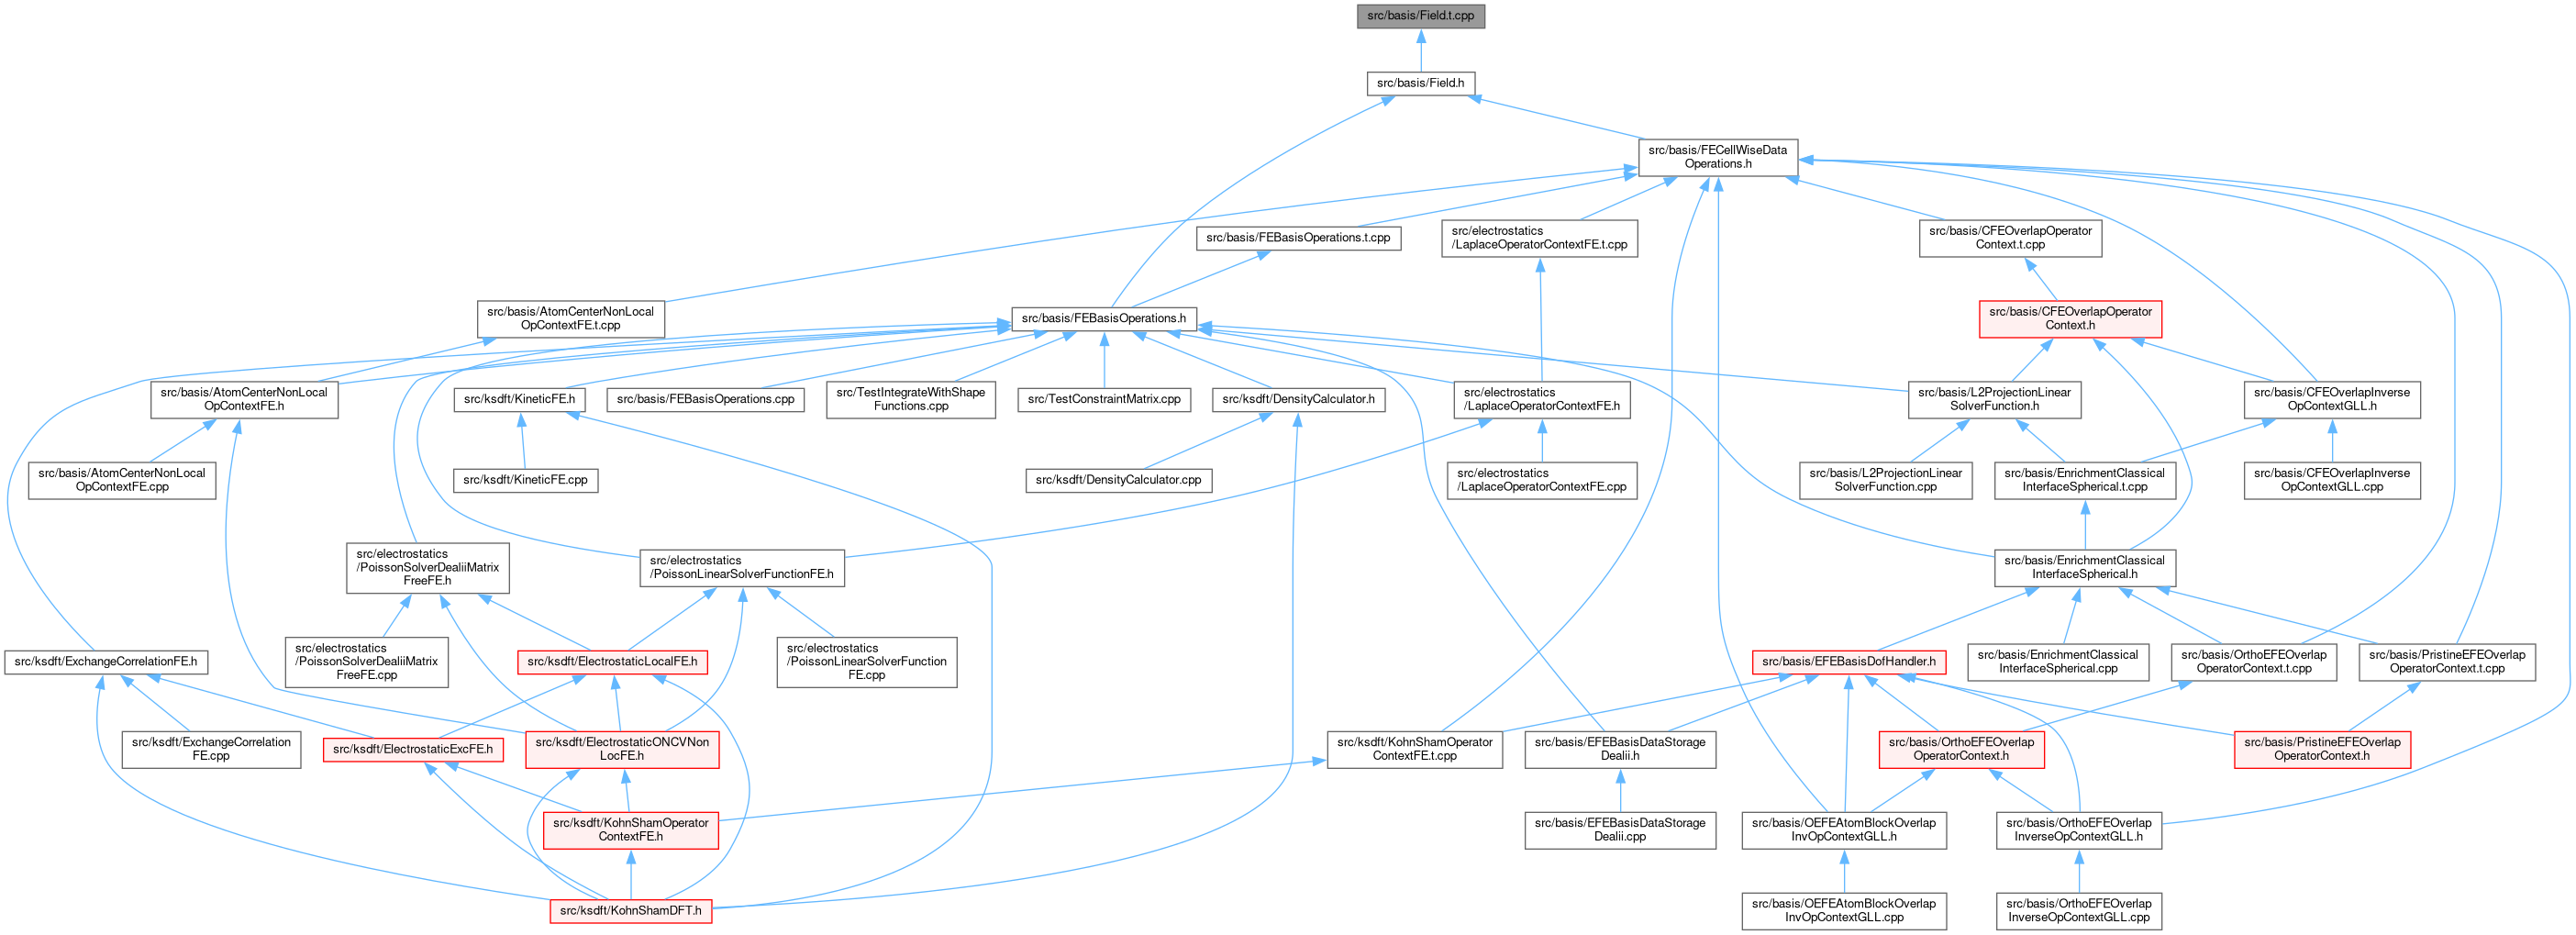 src/basis/Field.t.cpp
src/basis/Field.h
src/basis/FECellWiseData
Operations.h
src/basis/FEBasisOperations.t.cpp
src/electrostatics
/LaplaceOperatorContextFE.t.cpp
src/basis/CFEOverlapOperator
Context.t.cpp
src/basis/AtomCenterNonLocal
OpContextFE.t.cpp
src/basis/FEBasisOperations.h
src/basis/CFEOverlapOperator
Context.h
src/basis/AtomCenterNonLocal
OpContextFE.h
src/ksdft/KineticFE.h
src/basis/FEBasisOperations.cpp
src/TestIntegrateWithShape
Functions.cpp
src/TestConstraintMatrix.cpp
src/ksdft/DensityCalculator.h
src/electrostatics
/LaplaceOperatorContextFE.h
src/basis/L2ProjectionLinear
SolverFunction.h
src/basis/CFEOverlapInverse
OpContextGLL.h
src/basis/AtomCenterNonLocal
OpContextFE.cpp
src/ksdft/KineticFE.cpp
src/ksdft/DensityCalculator.cpp
src/electrostatics
/LaplaceOperatorContextFE.cpp
src/basis/L2ProjectionLinear
SolverFunction.cpp
src/basis/EnrichmentClassical
InterfaceSpherical.t.cpp
src/basis/CFEOverlapInverse
OpContextGLL.cpp
src/electrostatics
/PoissonSolverDealiiMatrix
FreeFE.h
src/electrostatics
/PoissonLinearSolverFunctionFE.h
src/basis/EnrichmentClassical
InterfaceSpherical.h
src/ksdft/ExchangeCorrelationFE.h
src/electrostatics
/PoissonSolverDealiiMatrix
FreeFE.cpp
src/ksdft/ElectrostaticLocalFE.h
src/electrostatics
/PoissonLinearSolverFunction
FE.cpp
src/basis/EFEBasisDofHandler.h
src/basis/EnrichmentClassical
InterfaceSpherical.cpp
src/basis/OrthoEFEOverlap
OperatorContext.t.cpp
src/basis/PristineEFEOverlap
OperatorContext.t.cpp
src/ksdft/ExchangeCorrelation
FE.cpp
src/ksdft/ElectrostaticExcFE.h
src/ksdft/ElectrostaticONCVNon
LocFE.h
src/ksdft/KohnShamOperator
ContextFE.t.cpp
src/basis/EFEBasisDataStorage
Dealii.h
src/basis/OrthoEFEOverlap
OperatorContext.h
src/basis/PristineEFEOverlap
OperatorContext.h
src/ksdft/KohnShamOperator
ContextFE.h
src/basis/EFEBasisDataStorage
Dealii.cpp
src/basis/OEFEAtomBlockOverlap
InvOpContextGLL.h
src/basis/OrthoEFEOverlap
InverseOpContextGLL.h
src/ksdft/KohnShamDFT.h
src/basis/OEFEAtomBlockOverlap
InvOpContextGLL.cpp
src/basis/OrthoEFEOverlap
InverseOpContextGLL.cpp